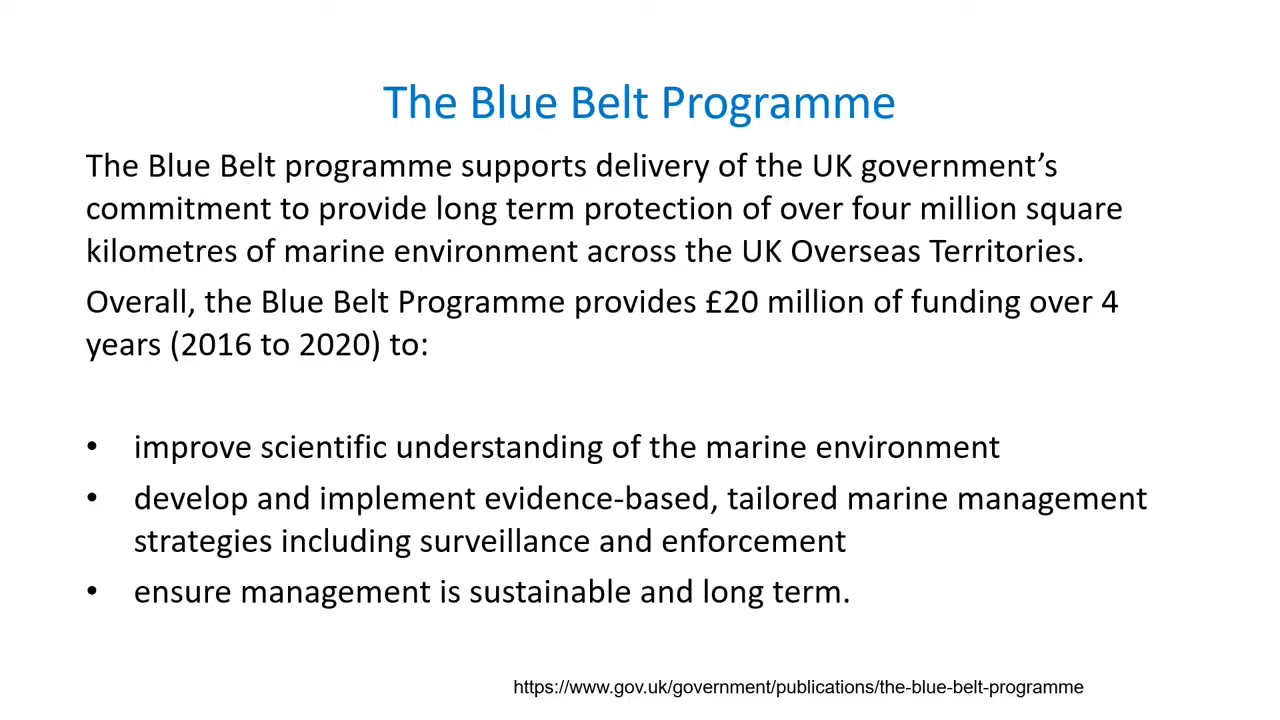 The Blue Belt Programme
The Blue Belt programme supports delivery of the UK government’s
commitment to provide long term protection of over four million square
kilometres of marine environment across the UK Overseas Territories.
Overall, the Blue Belt Programme provides £20 million of funding over 4
years (2016 to 2020) to:
• improve scientific understanding of the marine environment
• develop and implement evidence-based, tailored marine management
strategies including surveillance and enforcement
• ensure management is sustainable and long term.
https://www.gov.uk/government/publications/the-blue-belt-programme